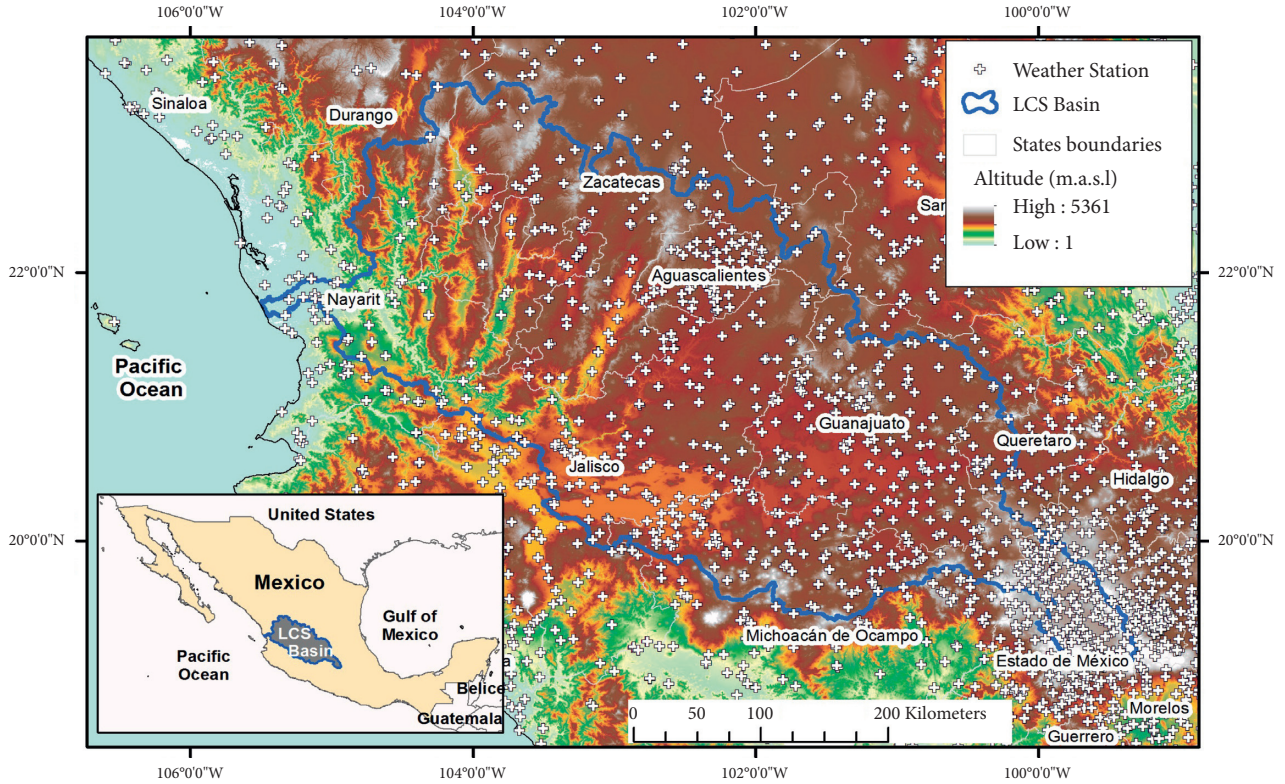 106°0'0"W
104°0'0"W
102°0'0"W
100°0'0"W
Weather Station
LCS Basin
States boundaries
Altitude (m.a.s.l)
High : 5361
Low : 1
Sinaloa
Durango
Zacatecas
San
22°0'0"N
22°0'0"N
Aguascalientes
Nayarit
Pacific
Ocean
Guanajuato
Queretaro
Jalisco
Hidalgo
20°0'0"N
20°0'0"N
United States
Mexico
Gulf of
Mexico
LCS
Basin
Pacific
Ocean
Belice
Guatemala
Michoacán de Ocampo
Estado de México
Morelos
Guerrero
0
50
100
200 Kilometers
106°0'0"W
104°0'0"W
102°0'0"W
100°0'0"W